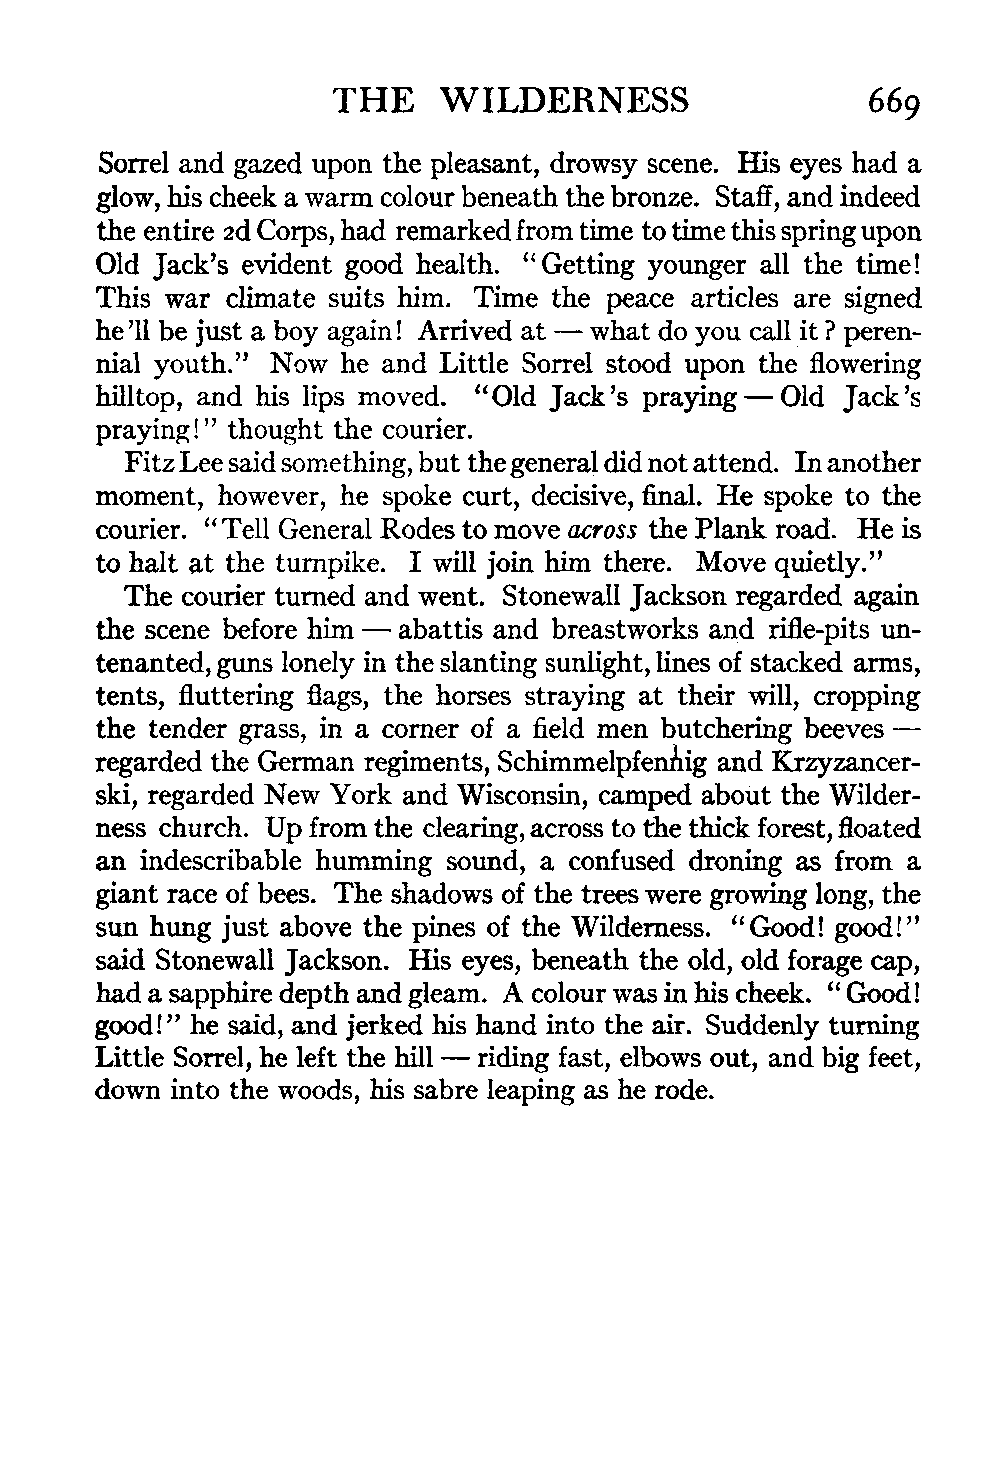 THE WILDERNESS 669
Sorrel and gazed upon the pleasant, drowsy scene. His eyes had a
glow, his cheek a warm colour beneath the bronze. Staff, and indeed
the entire 2d Corps, had remarked from time to time this spring upon
Old Jack's evident good health. "Getting younger all the time!
This war climate suits him. Time the peace articles are signed
he'll be just a boy again! Arrived at — what do you call it? peren-
nial youth." Now he and Little Sorrel stood upon the flowering
hilltop, and his lips moved. "Old Jack's praying — Old Jack's
praying!" thought the courier.
Fitz Lee said something, but the general did not attend. In another
moment, however, he spoke curt, decisive, final. He spoke to the
courier. "Tell General Rodes to move across the Plank road. He is
to halt at the turnpike. I will join him there. Move quietly."
The courier turned and went. Stonewall Jackson regarded again
the scene before him — abattis and breastworks and rifle-pits un-
tenanted, guns lonely in the slanting sunlight, lines of stacked arms,
tents, fluttering flags, the horses straying at their will, cropping
the tender grass, in a corner of a field men butchering beeves —
regarded the German regiments, Schimmelpfennig and Krzyzancer-
ski, regarded New York and Wisconsin, camped about the Wilder-
ness church. Up from the clearing, across to the thick forest, floated
an indescribable humming sound, a confused droning as from a
giant race of bees. The shadows of the trees were growing long, the
sun hung just above the pines of the Wilderness. "Good! good!"
said Stonewall Jackson. His eyes, beneath the old, old forage cap,
had a sapphire depth and gleam. A colour was in his cheek. "Good!
good!" he said, and jerked his hand into the air. Suddenly turning
Little Sorrel, he left the hill — riding fast, elbows out, and big feet,
down into the woods, his sabre leaping as he rode.